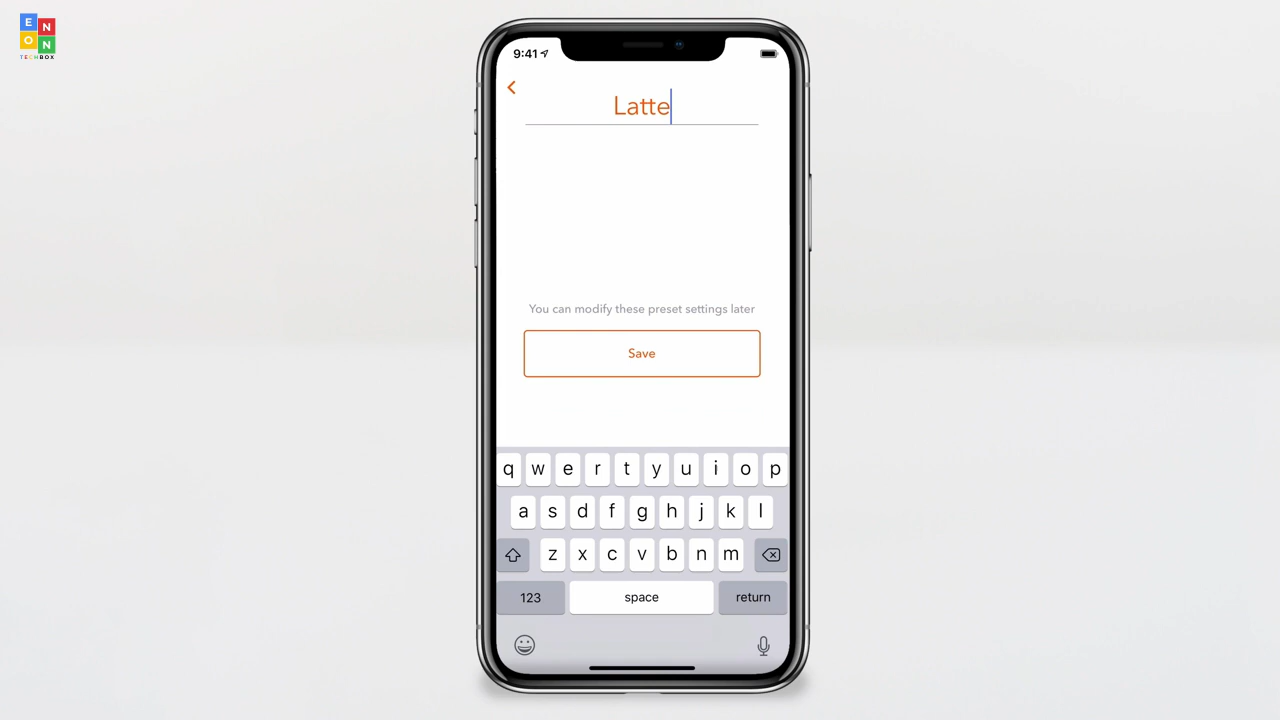 E
N
O
N
TECHBOX
9:41
Latte
You can modify these preset settings later
Save
q w e r t y u i o p
a s d f g h j k l
z x c v b n m
123 space return